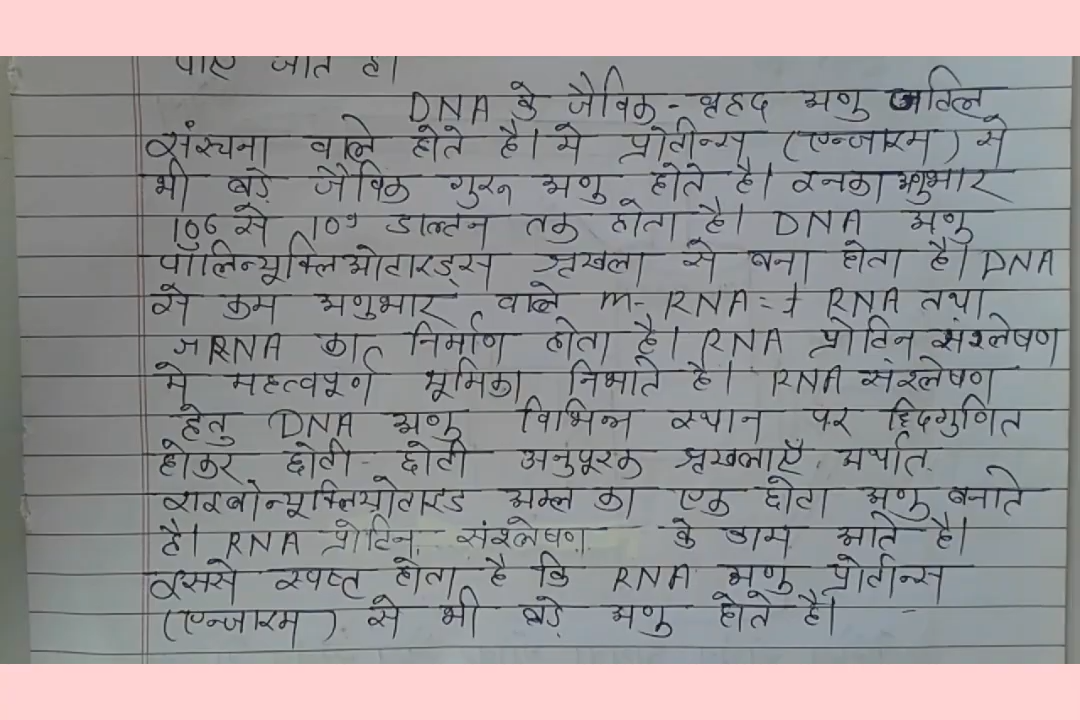 पाए जाते है।
DNA के जैविक - बृहद अणु जटिल
संरचना वाले होते है। ये प्रोटीन्स (एन्जाइम) से
भी बड़े जैविक गुरु अणु होते है। इनका अणुभार
10⁶ से 10⁹ डाल्टन तक होता है। DNA अणु
पॉलिन्यूक्लिओटाइड्स श्रृखला से बना होता है। DNA
से कम अणुभार वाले m- RNA= t RNA तथा
RNA का निर्माण होता है। RNA प्रोटिन संश्लेषण
मे महत्वपूर्ण भूमिका निभाते है। RNA संश्लेषण
हेतु DNA अणु विभिन्न स्थान पर द्विगुणित
होकर छोटी - छोटी अनुपूरक श्रृखलाएँ अर्थात
राइबोन्यूक्लिओटाइड अम्ल का एक छोटा अणु बनाते
है। RNA प्रोटिन संश्लेषण के काम आते है।
इससे स्पष्ट होता है कि RNA अणु प्रोटीन्स
(एन्जाइम) से भी बड़े अणु होते है।